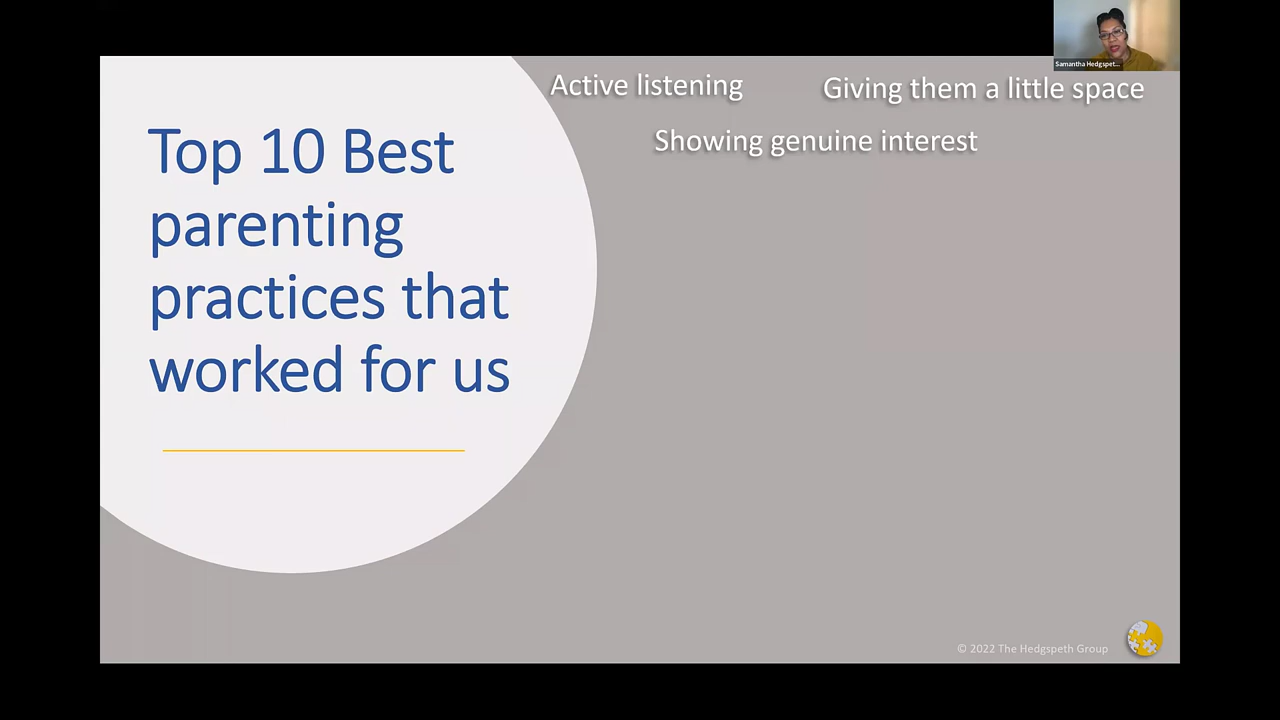 Samantha Hedgspet...
Active listening
Giving them a little space
Showing genuine interest
Top 10 Best
parenting
practices that
worked for us
© 2022 The Hedgspeth Group